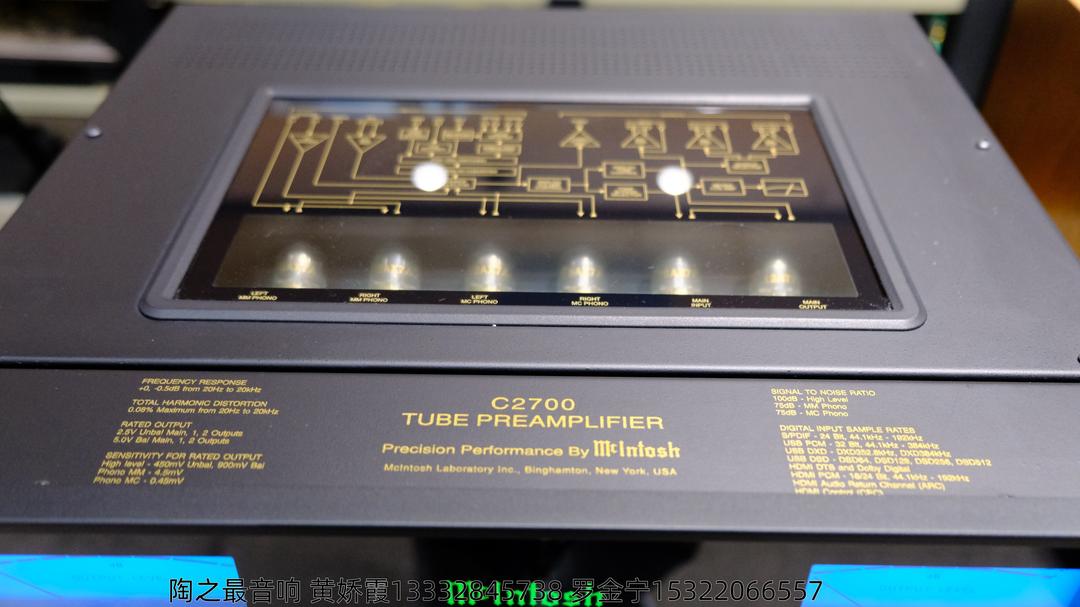 LEFT
MM PHONO
RIGHT
MM PHONO
LEFT
MC PHONO
RIGHT
MC PHONO
MAIN
INPUT
MAIN
OUTPUT
FREQUENCY RESPONSE
+0, -0.5dB from 20Hz to 20kHz
TOTAL HARMONIC DISTORTION
0.08% Maximum from 20Hz to 20kHz
RATED OUTPUT
2.5V Unbal Main, 1, 2 Outputs
5.0V Bal Main, 1, 2 Outputs
SENSITIVITY FOR RATED OUTPUT
High level - 450mV Unbal, 900mV Bal
Phono MM - 4.5mV
Phono MC - 0.45mV
C2700
TUBE PREAMPLIFIER
Precision Performance By McIntosh
McIntosh Laboratory Inc., Binghamton, New York, USA
SIGNAL TO NOISE RATIO
100dB - High Level
75dB - MM Phono
75dB - MC Phono
DIGITAL INPUT SAMPLE RATES
S/PDIF - 24 Bit, 44.1kHz - 192kHz
USB PCM - 32 Bit, 44.1kHz - 384kHz
USB DXD - DXD352.8kHz, DXD384kHz
USB DSD - DSD64, DSD128, DSD256, DSD512
HDMI DTS and Dolby Digital
HDMI PCM - 16/24 Bit, 44.1kHz - 192kHz
HDMI Audio Return Channel (ARC)
HDMI Control (CEC)
McIntosh
陶之最音响 黄娇霞13332845738 罗金宁15322066557